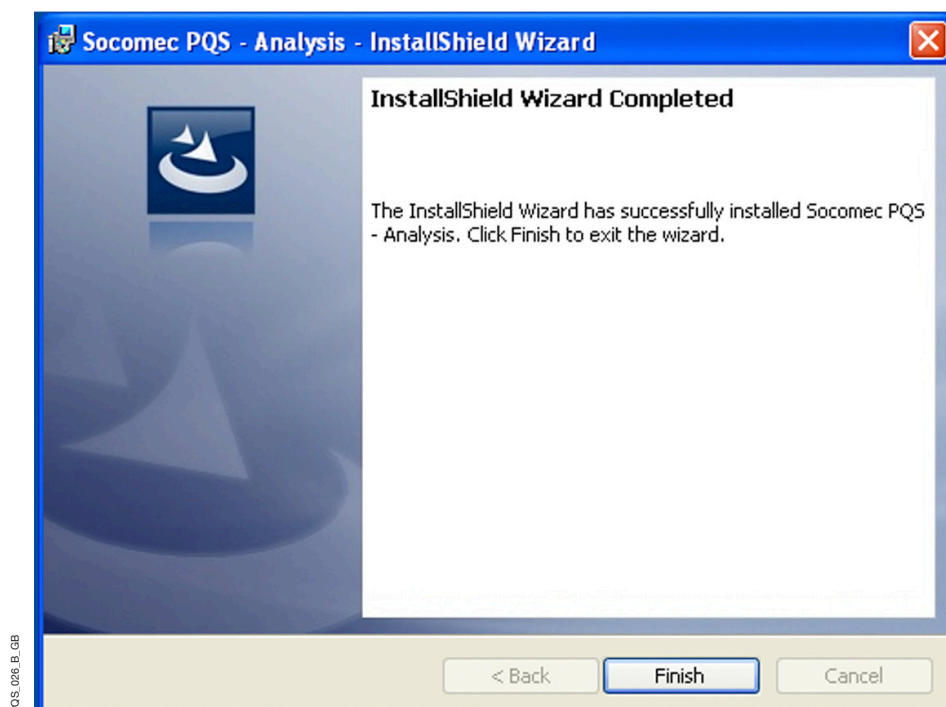 Socomec PQS - Analysis - InstallShield Wizard
InstallShield Wizard Completed
The InstallShield Wizard has successfully installed Socomec PQS
- Analysis. Click Finish to exit the wizard.
QS_026_B_GB
< Back
Finish
Cancel